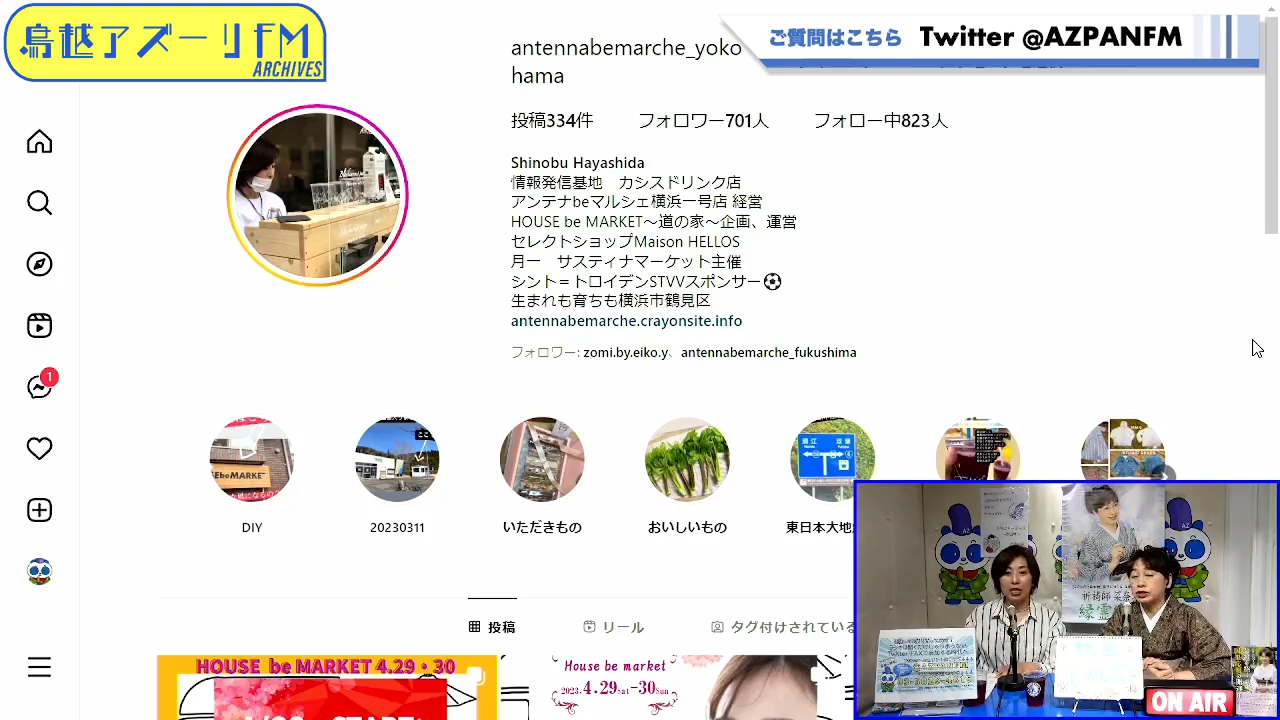 鳥越アズーリFM
ARCHIVES
ご質問はこちら Twitter @AZPANFM
antennabemarche_yoko
hama
投稿334件 フォロワー701人 フォロー中823人
Shinobu Hayashida
情報発信基地 カシスドリンク店
アンテナbeマルシェ横浜一号店 経営
HOUSE be MARKET〜道の家〜企画、運営
セレクトショップMaison HELLOS
月一 サスティナマーケット主催
シント＝トロイデンSTVVスポンサー⚽
生まれも育ちも横浜市鶴見区
antennabemarche.crayonsite.info
フォロワー: zomi.by.eiko.y、antennabemarche_fukushima
1
DIY
20230311
いただきもの
おいしいもの
東日本大地
投稿
リール
タグ付けされている
HOUSE be MARKET 4.29・30
House be market
2023.4.29Sat-30Sun
ON AIR